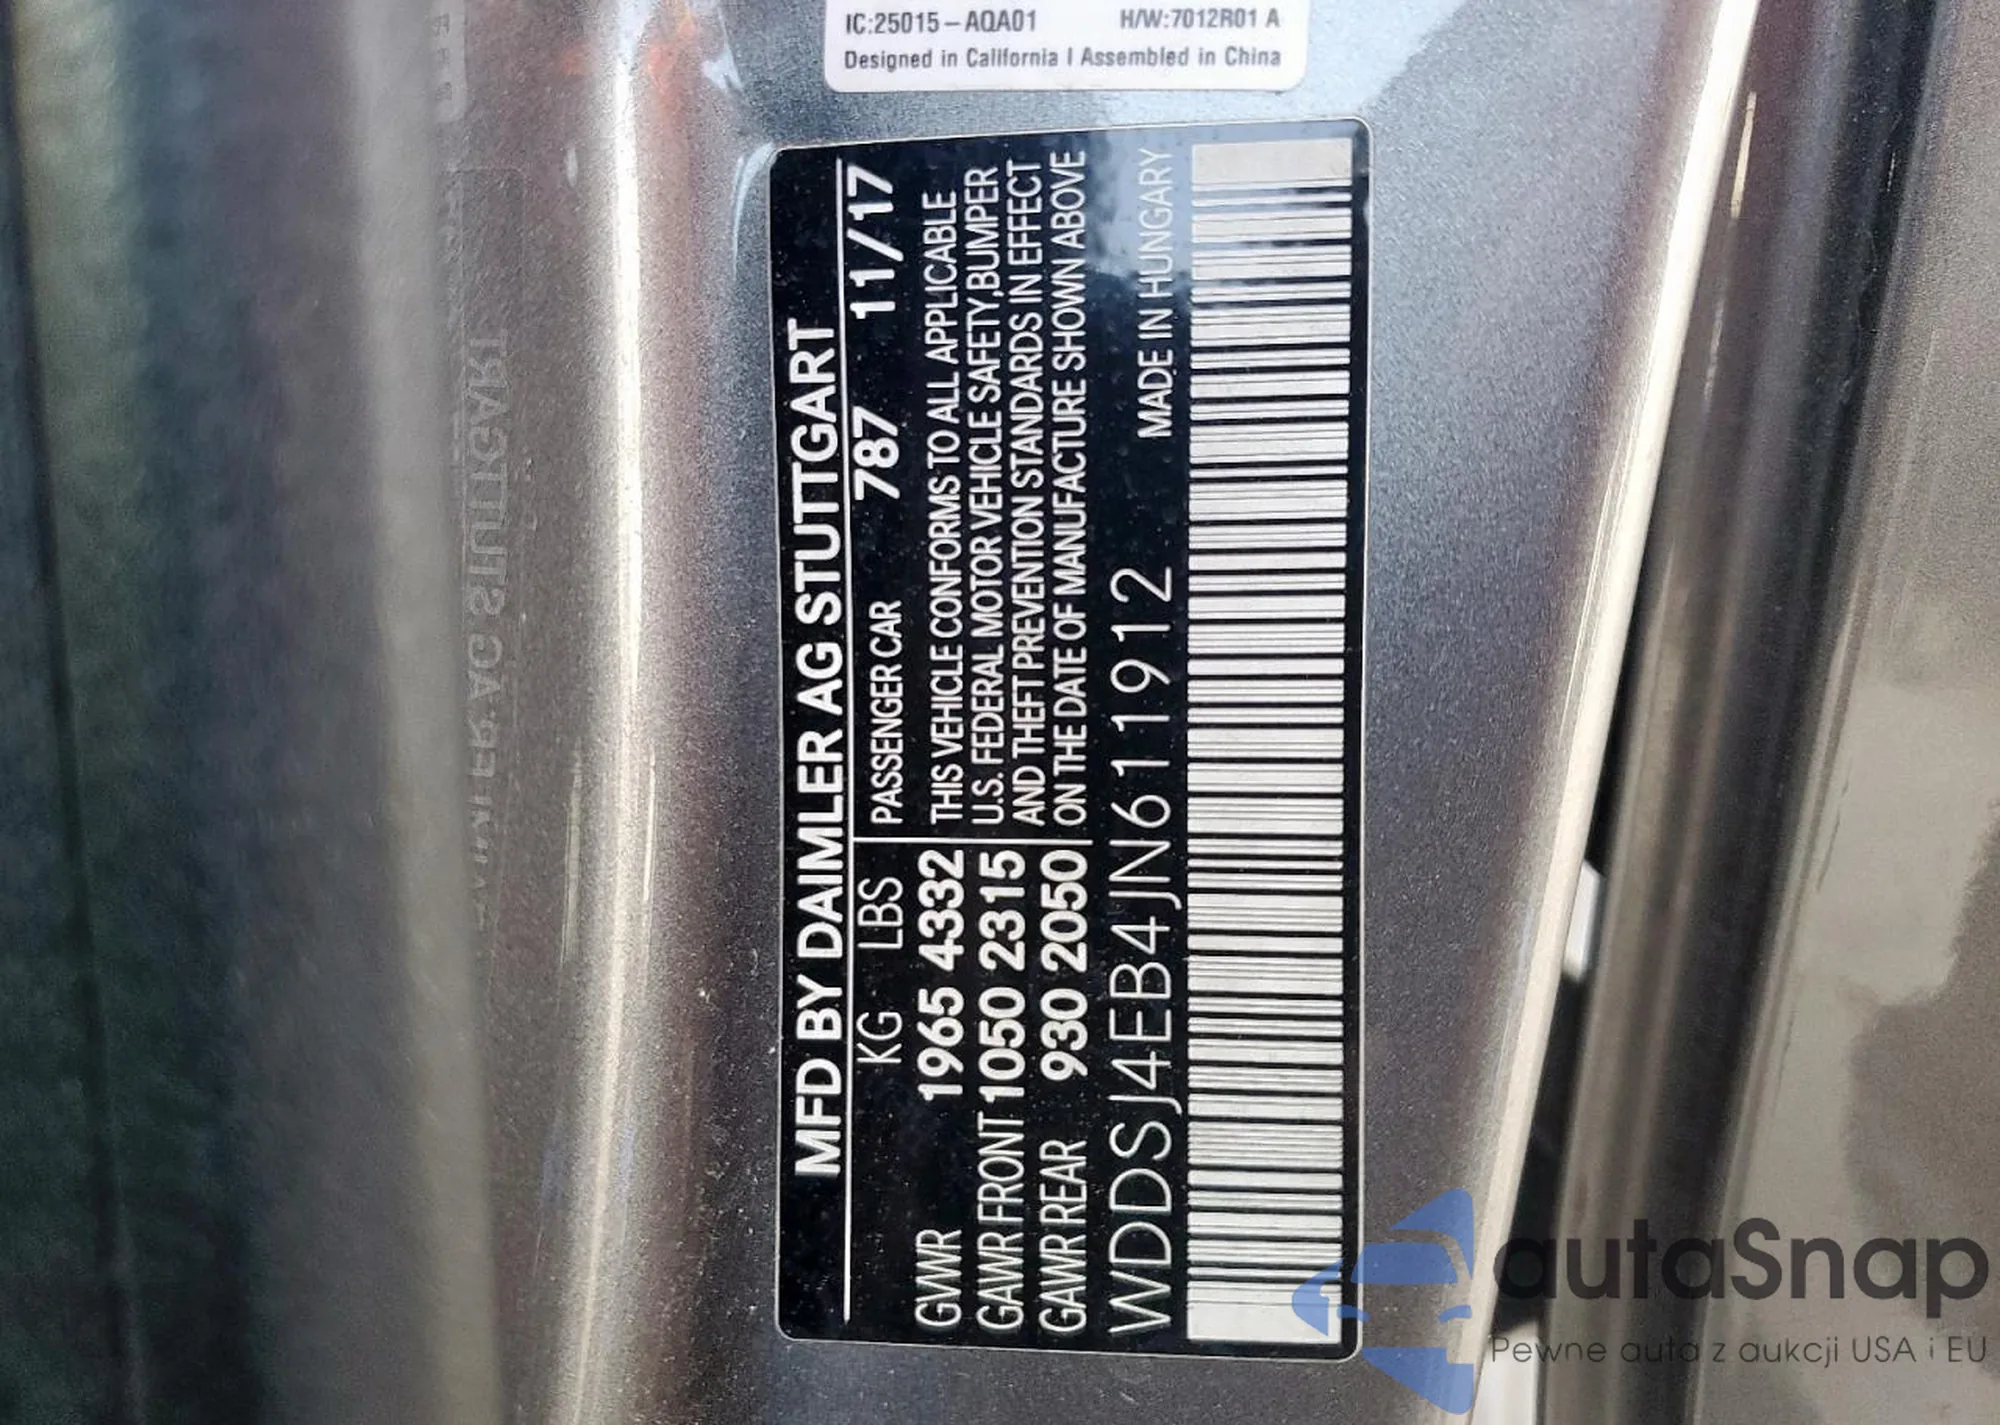 IC:25015-AQA01 H/W:7012R01 A
Designed in California | Assembled in China
MFD BY DAIMLER AG STUTTGART
KG LBS PASSENGER CAR 787 11/17
GVWR 1965 4332
GAWR FRONT 1050 2315
GAWR REAR 930 2050
THIS VEHICLE CONFORMS TO ALL APPLICABLE
U.S. FEDERAL MOTOR VEHICLE SAFETY,BUMPER
AND THEFT PREVENTION STANDARDS IN EFFECT
ON THE DATE OF MANUFACTURE SHOWN ABOVE
WDDSJ4EB4JN611912 MADE IN HUNGARY
autaSnap
Pewne auta z aukcji USA i EU